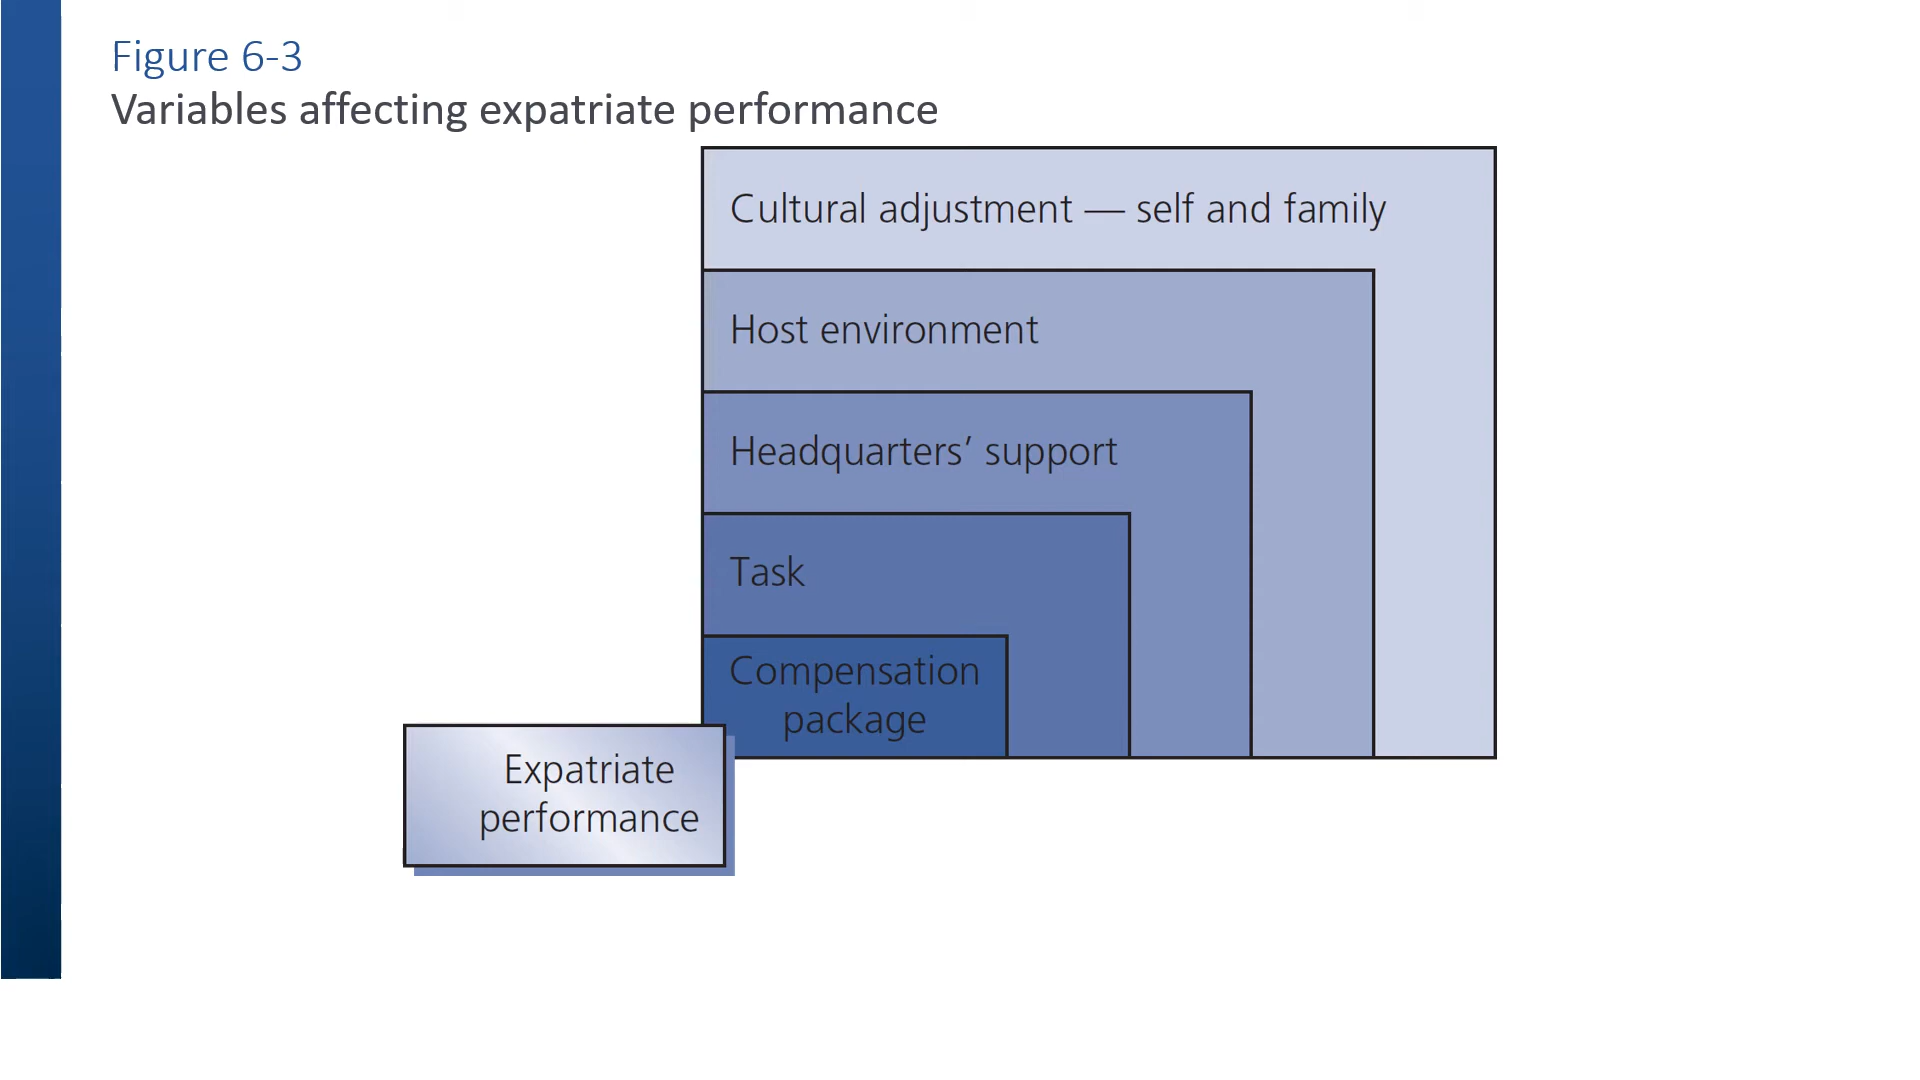 Figure 6-3
Variables affecting expatriate performance
Cultural adjustment — self and family
Host environment
Headquarters’ support
Task
Compensation
package
Expatriate
performance